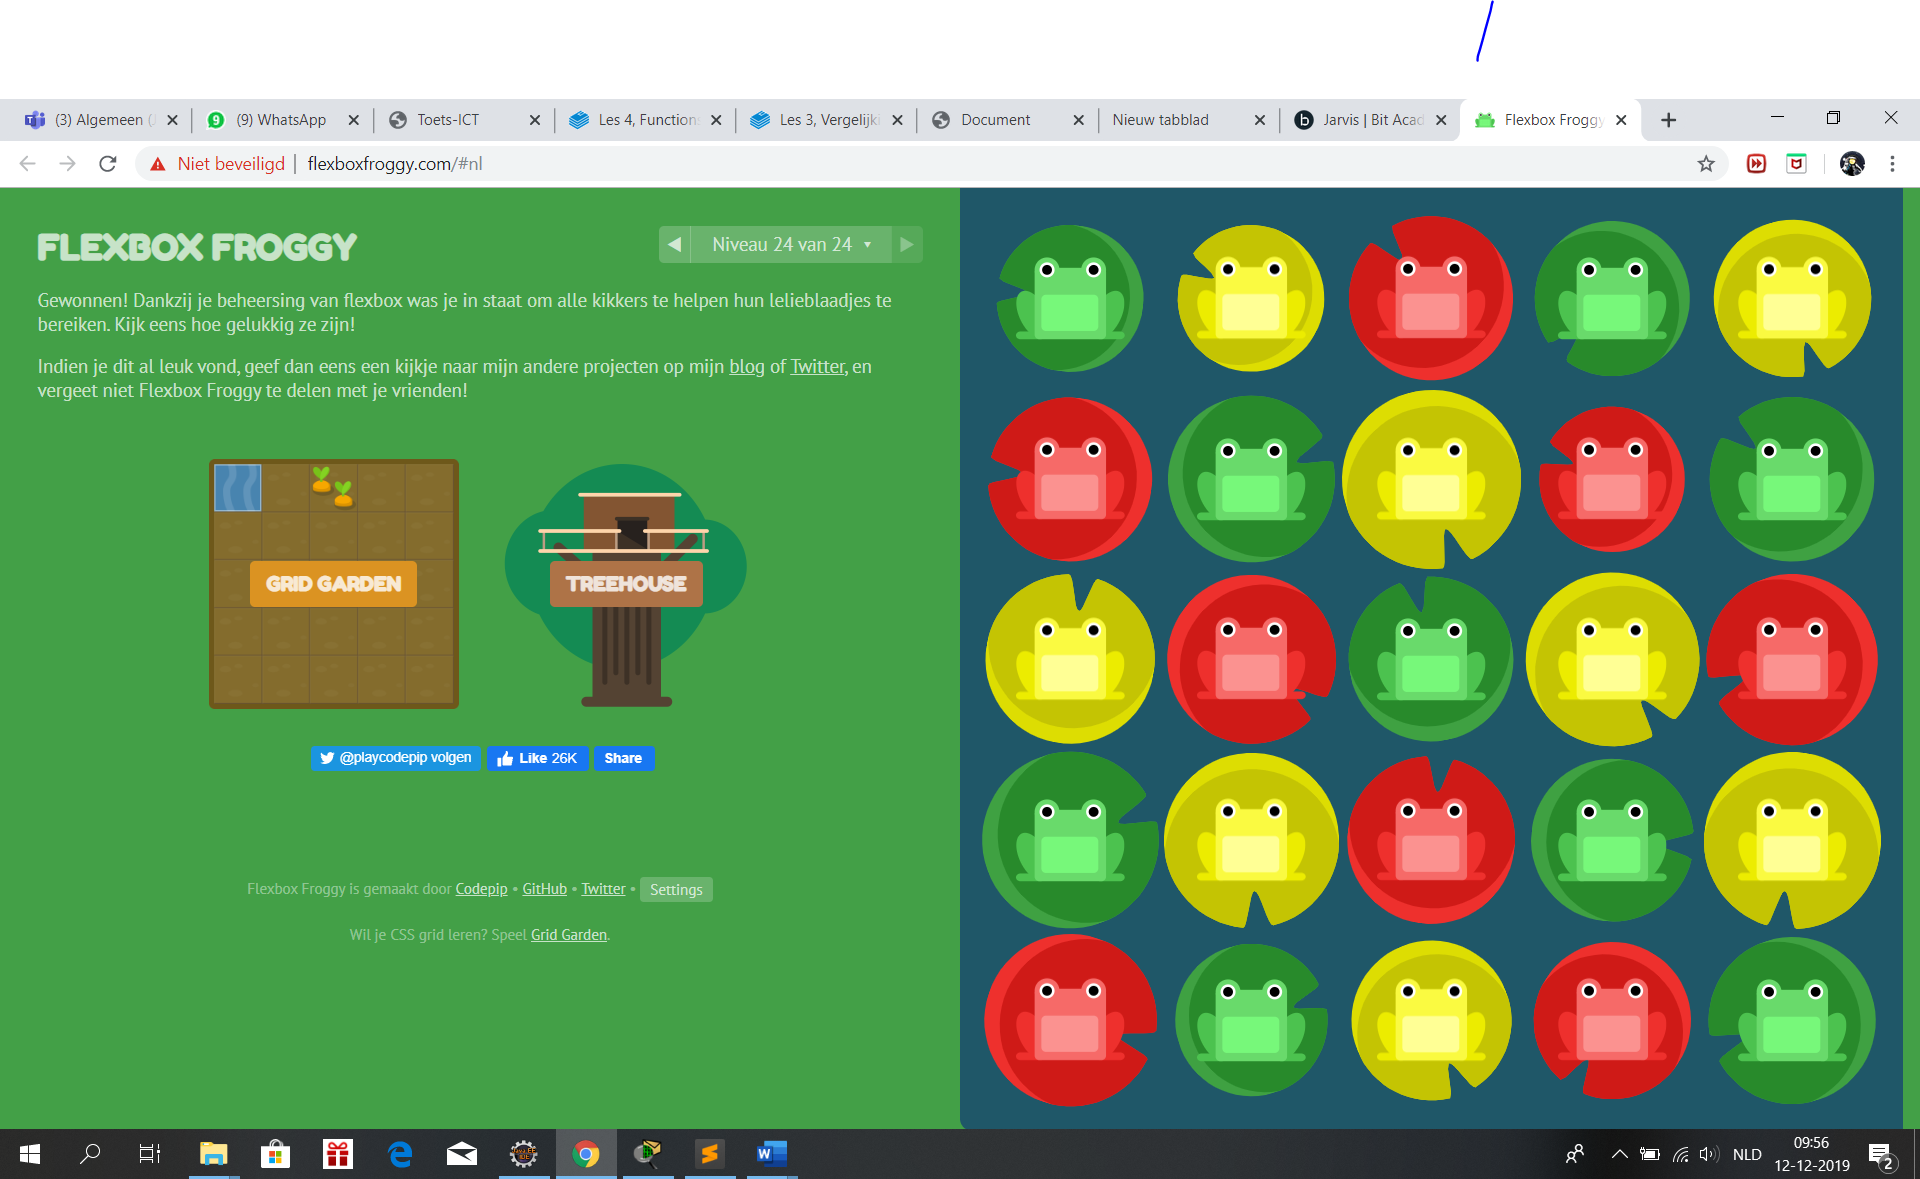 (3) Algemeen (J
(9) WhatsApp
Toets-ICT
Les 4, Functions
Les 3, Vergelijki
Document
Nieuw tabblad
Jarvis | Bit Acad
Flexbox Froggy
Niet beveiligd | flexboxfroggy.com/#nl
FLEXBOX FROGGY
Niveau 24 van 24
Gewonnen! Dankzij je beheersing van flexbox was je in staat om alle kikkers te helpen hun lelieblaadjes te
bereiken. Kijk eens hoe gelukkig ze zijn!
Indien je dit al leuk vond, geef dan eens een kijkje naar mijn andere projecten op mijn blog of Twitter, en
vergeet niet Flexbox Froggy te delen met je vrienden!
GRID GARDEN
TREEHOUSE
@playcodepip volgen
Like 26K
Share
Flexbox Froggy is gemaakt door Codepip • GitHub • Twitter • Settings
Wil je CSS grid leren? Speel Grid Garden.
NLD
09:56
12-12-2019
2